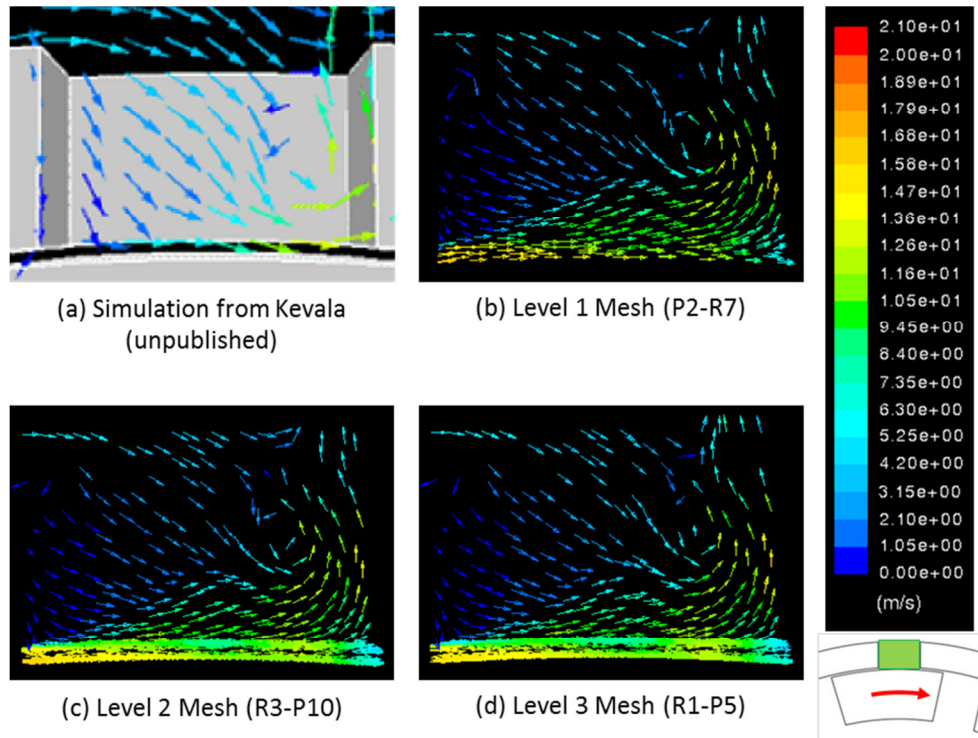 (a) Simulation from Kevala
(unpublished)
(b) Level 1 Mesh (P2-R7)
(c) Level 2 Mesh (R3-P10)
(d) Level 3 Mesh (R1-P5)
2.10e+01
2.00e+01
1.89e+01
1.79e+01
1.68e+01
1.58e+01
1.47e+01
1.36e+01
1.26e+01
1.16e+01
1.05e+01
9.45e+00
8.40e+00
7.35e+00
6.30e+00
5.25e+00
4.20e+00
3.15e+00
2.10e+00
1.05e+00
0.00e+00
(m/s)